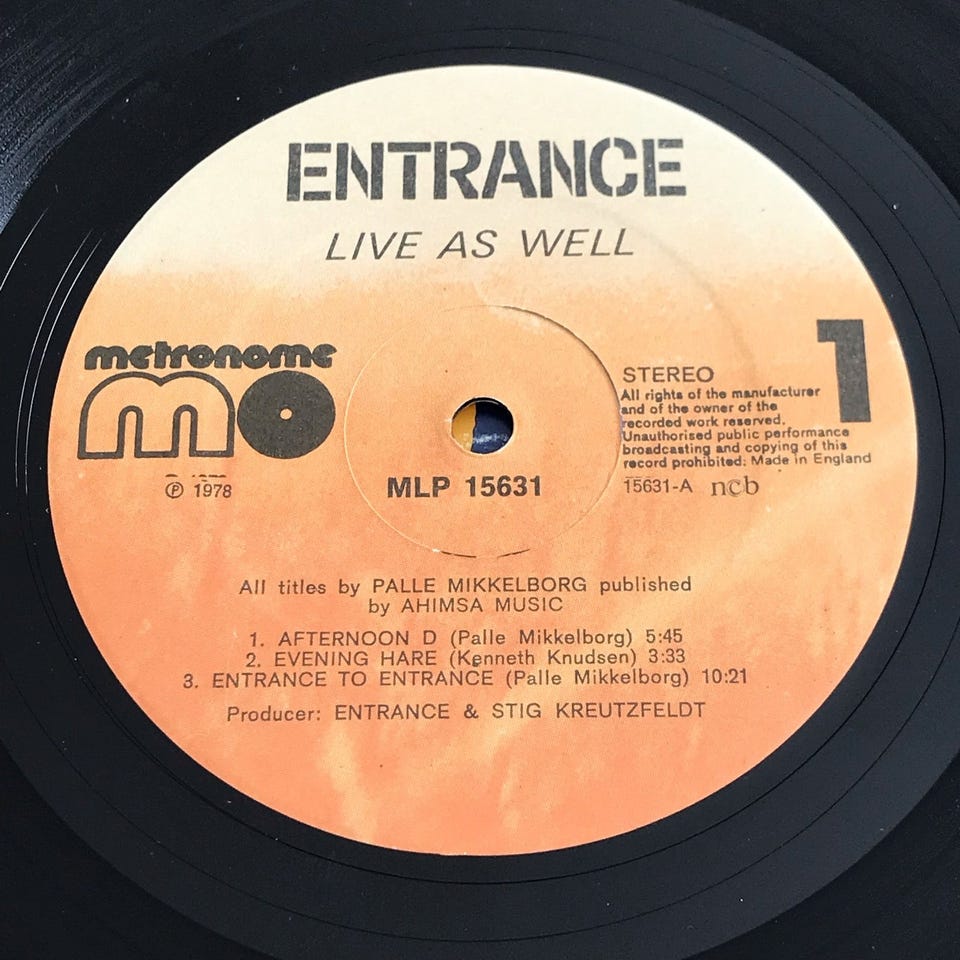 ENTRANCE
LIVE AS WELL
metronome
mo
℗ 1978
MLP 15631
1
STEREO
All rights of the manufacturer
and of the owner of the
recorded work reserved.
Unauthorised public performance
broadcasting and copying of this
record prohibited: Made in England
15631-A ncb
All titles by PALLE MIKKELBORG published
by AHIMSA MUSIC
1. AFTERNOON D (Palle Mikkelborg) 5:45
2. EVENING HARE (Kenneth Knudsen) 3:33
3. ENTRANCE TO ENTRANCE (Palle Mikkelborg) 10:21
Producer: ENTRANCE & STIG KREUTZFELDT